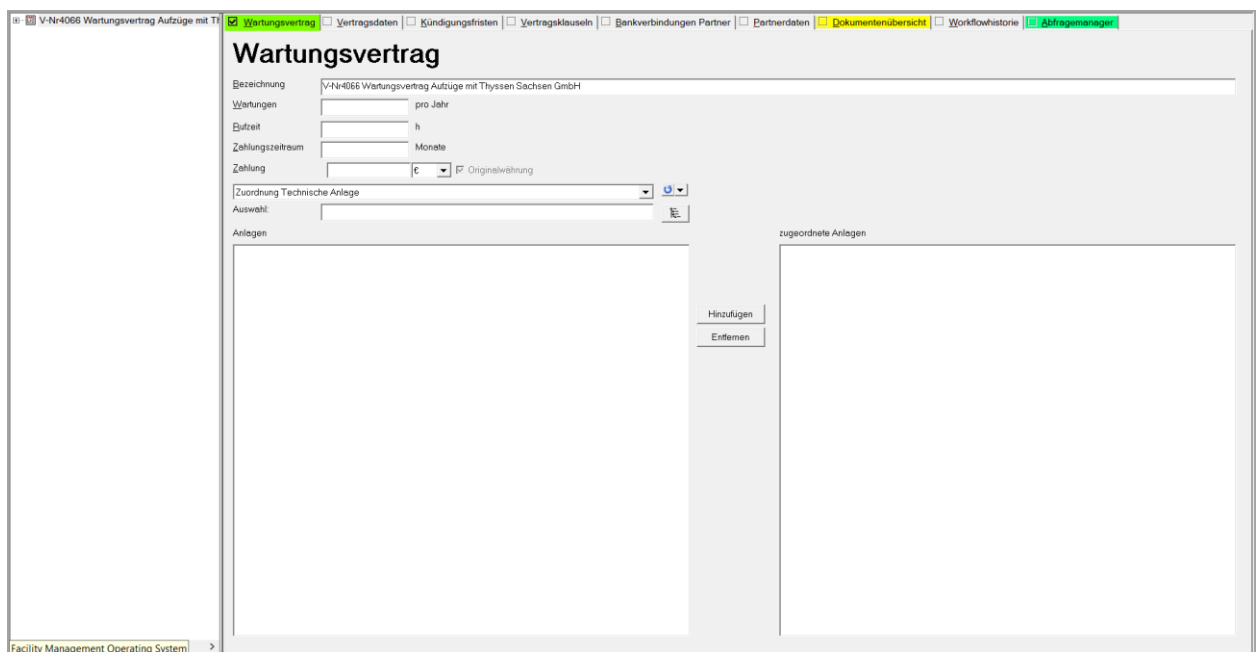 V-Nr4066 Wartungsvertrag Aufzüge mit Th
Wartungsvertrag Vertragsdaten Kündigungsfristen Vertragsklauseln Bankverbindungen Partner Partnerdaten Dokumentenübersicht Workflowhistorie Abfragemanager
Wartungsvertrag
Bezeichnung V-Nr4066 Wartungsvertrag Aufzüge mit Thyssen Sachsen GmbH
Wartungen pro Jahr
Rufzeit h
Zahlungszeitraum Monate
Zahlung € Originalwährung
Zuordnung Technische Anlage
Auswahl:
Anlagen zugeordnete Anlagen
Hinzufügen
Entfernen
Facility Management Operating System